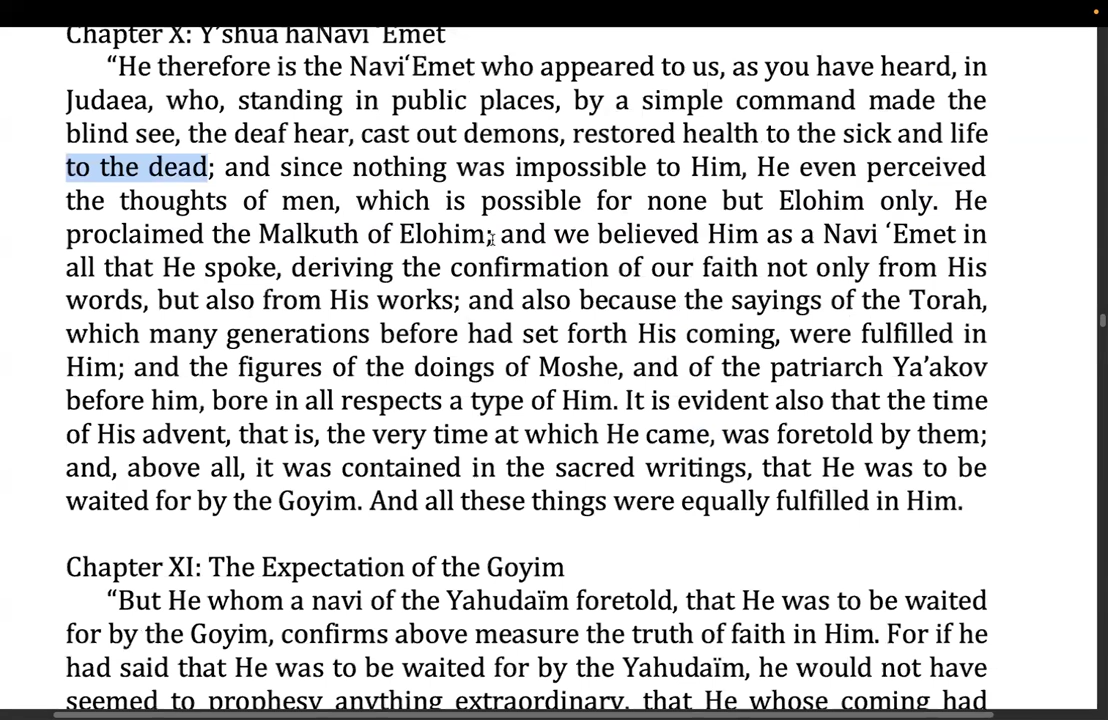 Chapter X: Y’shua haNavi ‘Emet
“He therefore is the Navi‘Emet who appeared to us, as you have heard, in
Judaea, who, standing in public places, by a simple command made the
blind see, the deaf hear, cast out demons, restored health to the sick and life
to the dead; and since nothing was impossible to Him, He even perceived
the thoughts of men, which is possible for none but Elohim only. He
proclaimed the Malkuth of Elohim; and we believed Him as a Navi ‘Emet in
all that He spoke, deriving the confirmation of our faith not only from His
words, but also from His works; and also because the sayings of the Torah,
which many generations before had set forth His coming, were fulfilled in
Him; and the figures of the doings of Moshe, and of the patriarch Ya’akov
before him, bore in all respects a type of Him. It is evident also that the time
of His advent, that is, the very time at which He came, was foretold by them;
and, above all, it was contained in the sacred writings, that He was to be
waited for by the Goyim. And all these things were equally fulfilled in Him.
Chapter XI: The Expectation of the Goyim
“But He whom a navi of the Yahudaïm foretold, that He was to be waited
for by the Goyim, confirms above measure the truth of faith in Him. For if he
had said that He was to be waited for by the Yahudaïm, he would not have
seemed to prophesy anything extraordinary, that He whose coming had